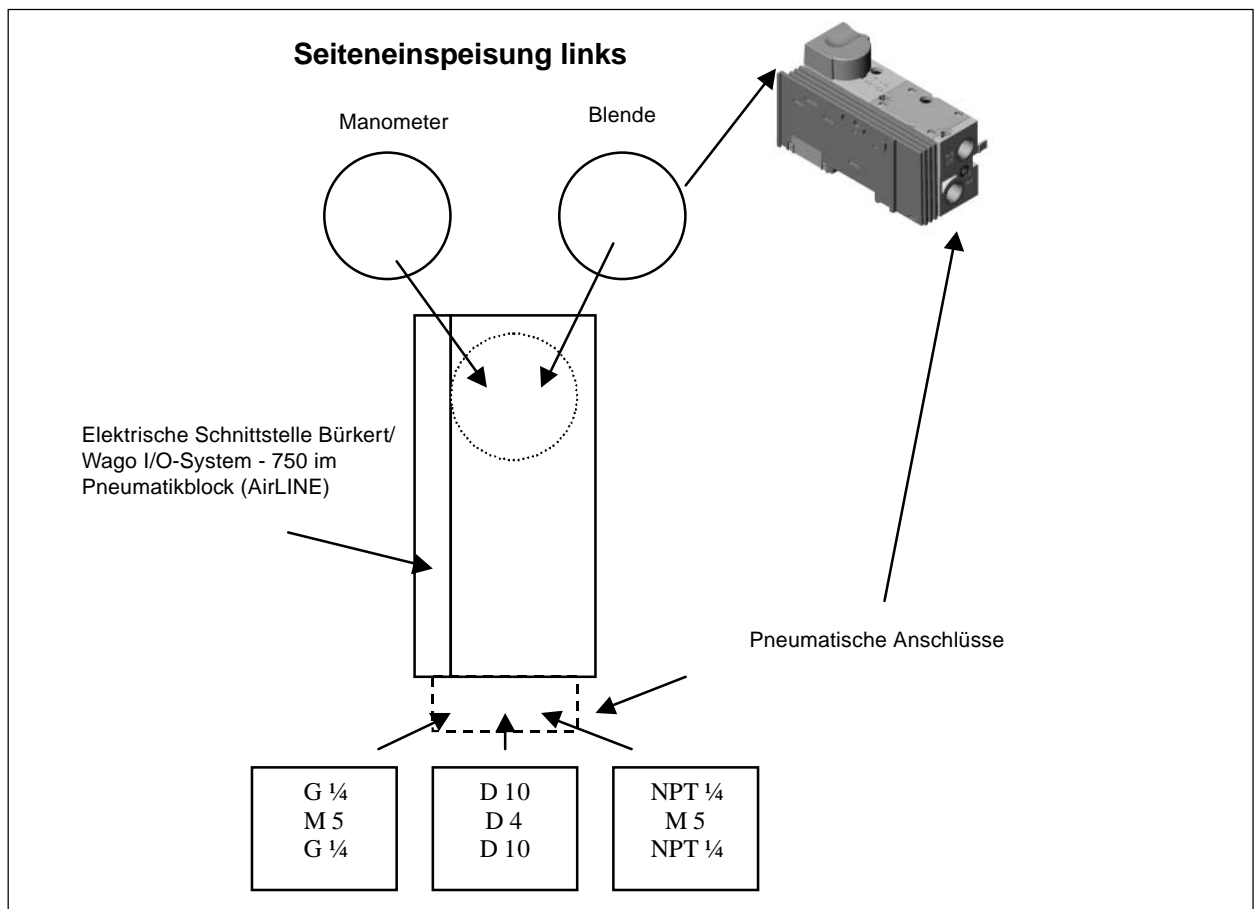 Seiteneinspeisung links
Manometer
Blende
Elektrische Schnittstelle Bürkert/
Wago I/O-System - 750 im
Pneumatikblock (AirLINE)
Pneumatische Anschlüsse
G ¼
M 5
G ¼
D 10
D 4
D 10
NPT ¼
M 5
NPT ¼